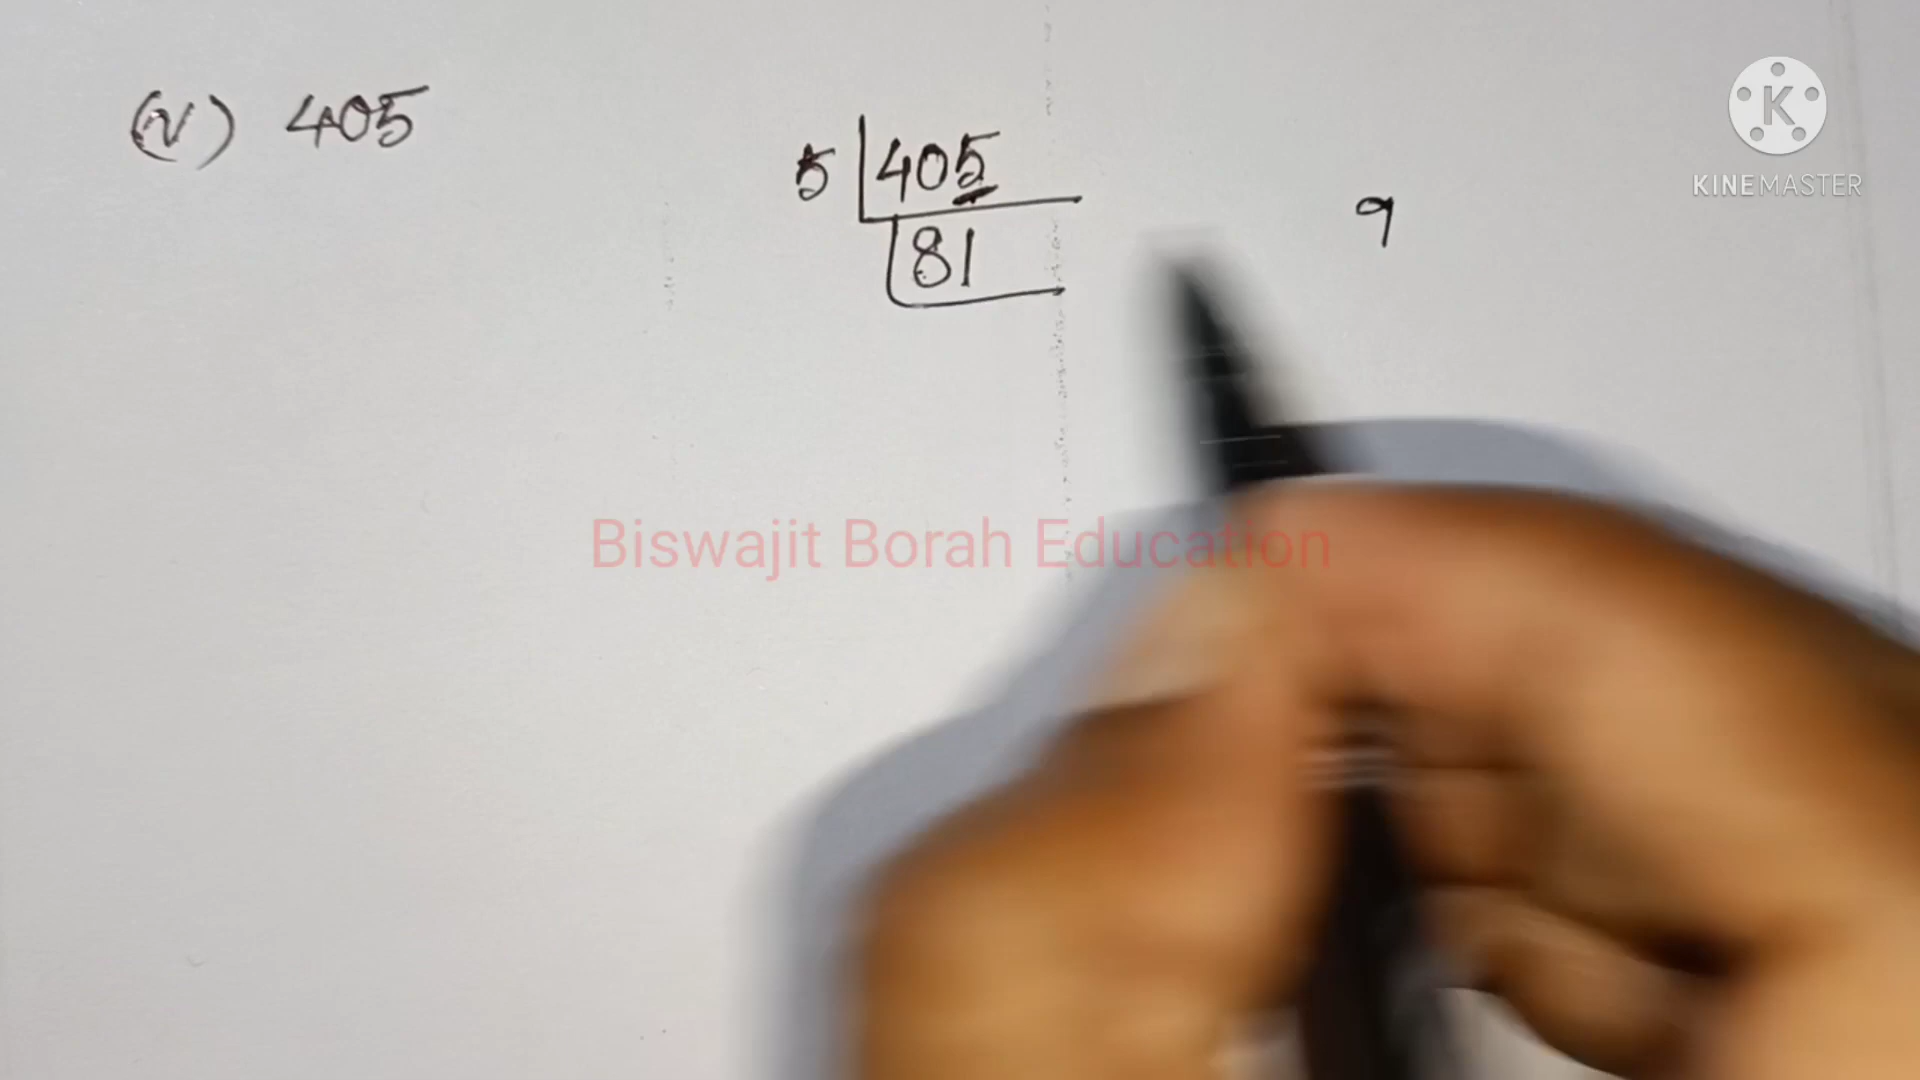 (v) 405
5 405
81
9
K
KINEMASTER
Biswajit Borah Education